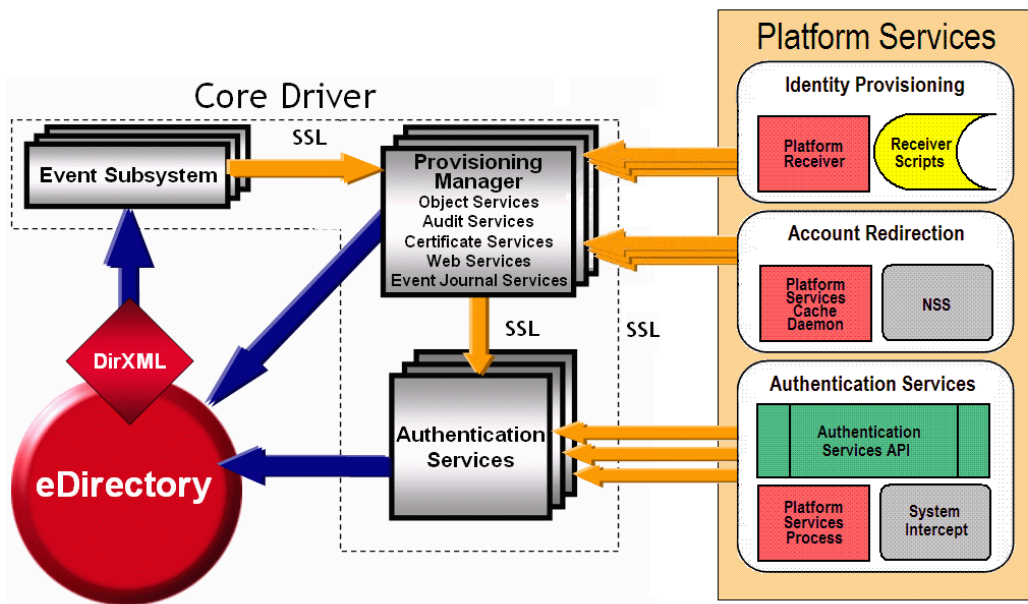 Platform Services
Core Driver
Identity Provisioning
Platform
Receiver
Receiver
Scripts
SSL
Event Subsystem
Provisioning
Manager
Object Services
Audit Services
Certificate Services
Web Services
Event Journal Services
Account Redirection
Platform
Services
Cache
Daemon
NSS
SSL
SSL
DirXML
eDirectory
Authentication
Services
Authentication Services
Authentication
Services API
Platform
Services
Process
System
Intercept